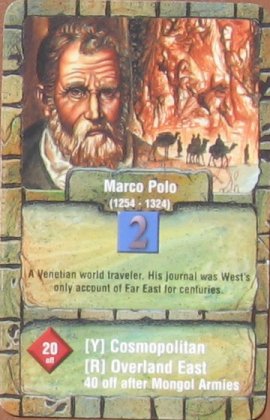 Marco Polo
(1254 - 1324)
2
A Venetian world traveler. His journal was West's
only account of Far East for centuries.
20
off
[Y] Cosmopolitan
[R] Overland East
40 off after Mongol Armies